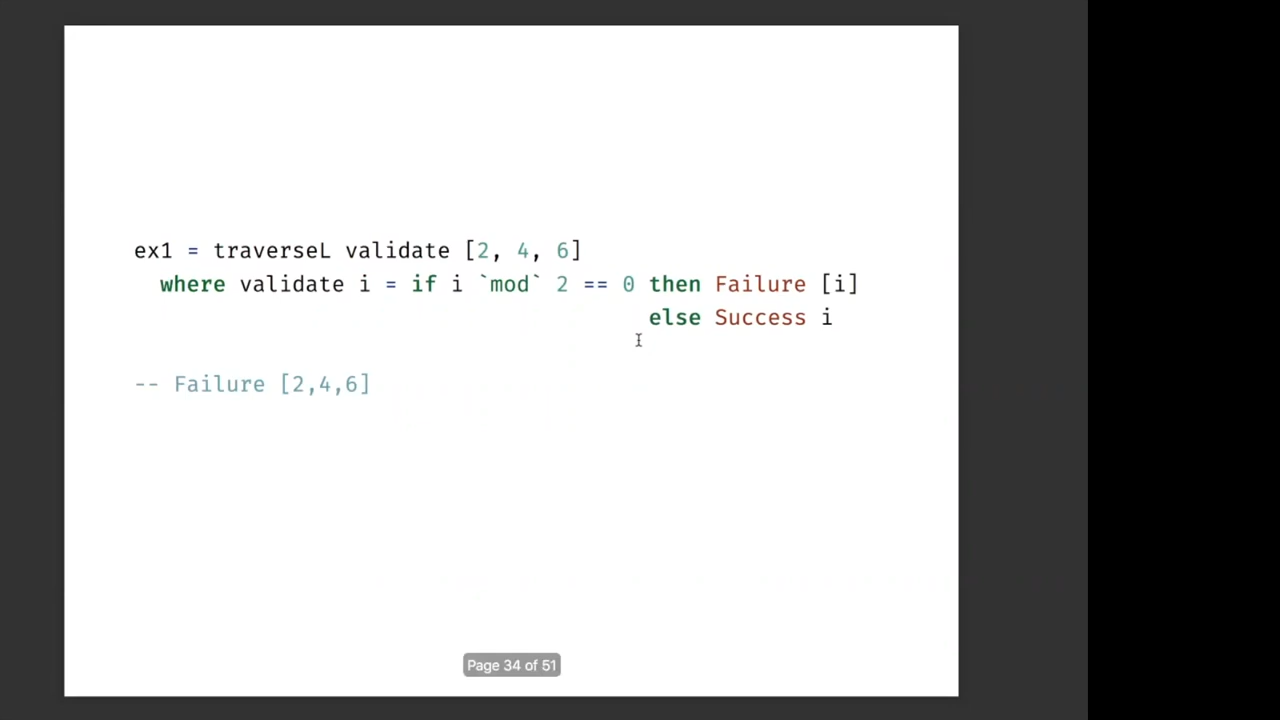 ex1 = traverseL validate [2, 4, 6]
where validate i = if i `mod` 2 == 0 then Failure [i]
else Success i
-- Failure [2,4,6]
Page 34 of 51